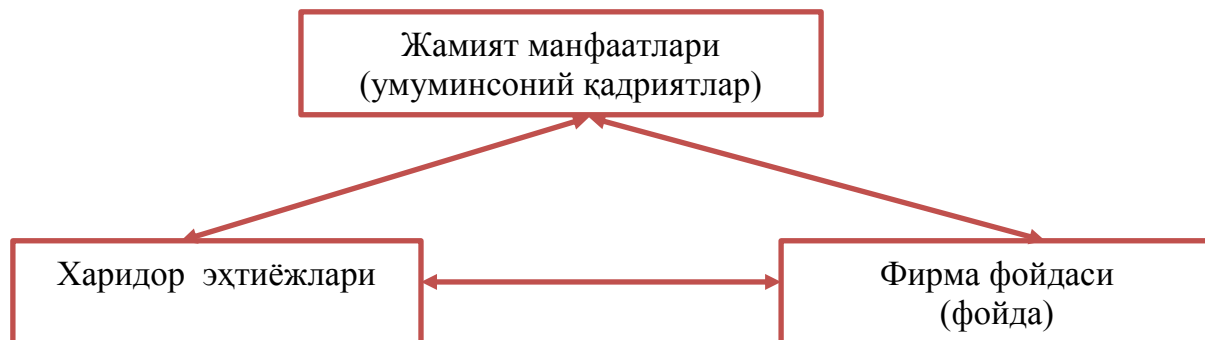 Жамият манфаатлари
(умуминсоний қадриятлар)
Харидор эҳтиёжлари
Фирма фойдаси
(фойда)